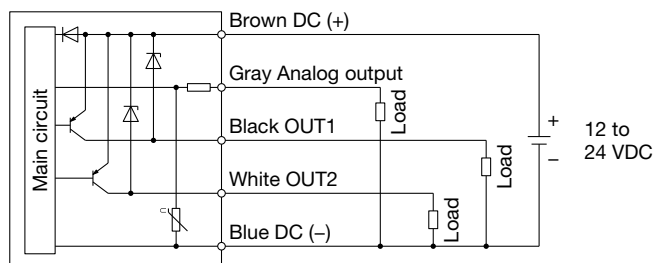 Brown DC (+)
Gray Analog output
Black OUT1
White OUT2
Blue DC (–)
Main circuit
Load
Load
Load
+
–
12 to
24 VDC